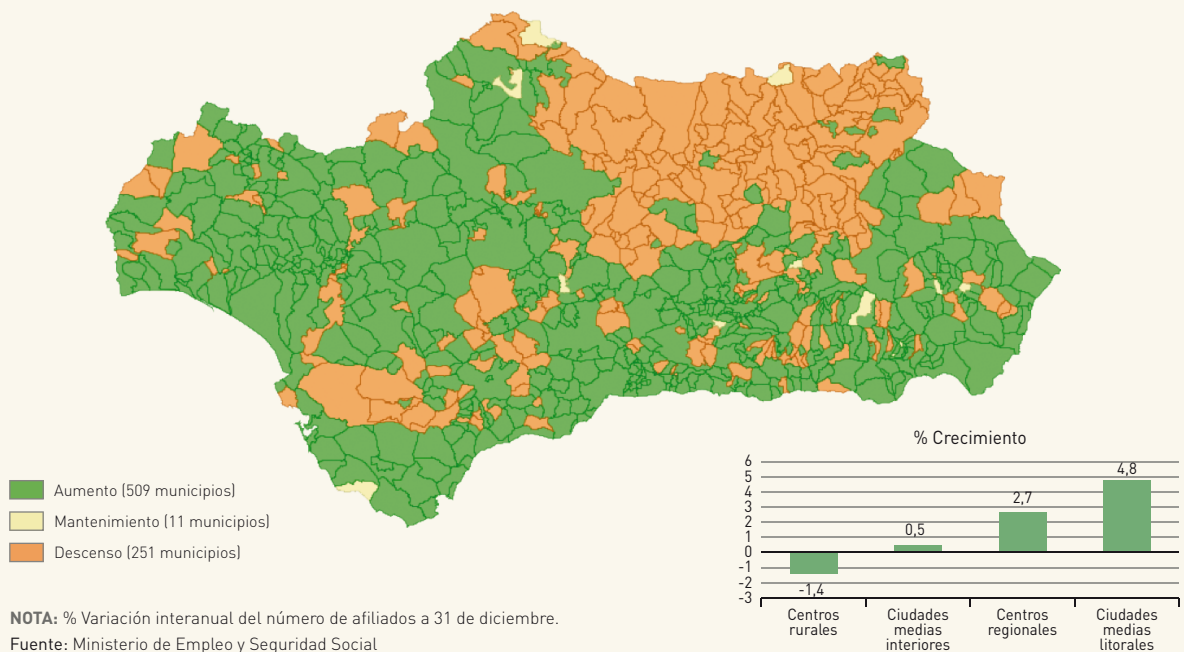 Aumento (509 municipios)
Mantenimiento (11 municipios)
Descenso (251 municipios)
% Crecimiento
6
5
4
3
2
1
0
-1
-2
-3
-1,4
0,5
2,7
4,8
Centros
rurales
Ciudades
medias
interiores
Centros
regionales
Ciudades
medias
litorales
NOTA: % Variación interanual del número de afiliados a 31 de diciembre.
Fuente: Ministerio de Empleo y Seguridad Social